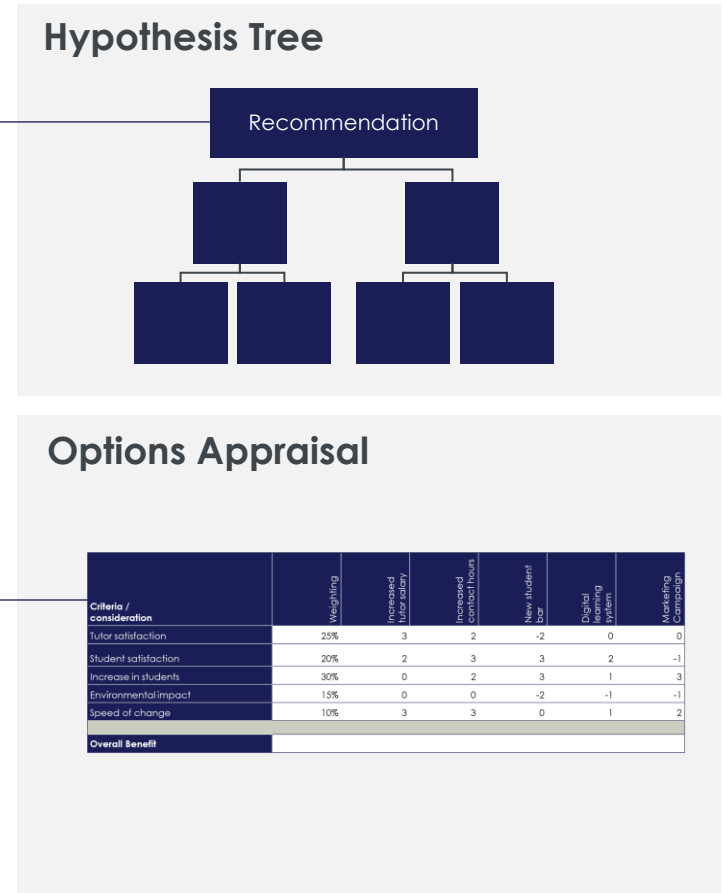 Hypothesis Tree
Recommendation
Options Appraisal
Criteria /
consideration
Weighting
Increased
tutor salary
Increased
contact hours
New student
bar
Digital
learning
system
Marketing
Campaign
Tutor satisfaction 25% 3 2 -2 0 0
Student satisfaction 20% 2 3 3 2 -1
Increase in students 30% 0 2 3 1 3
Environmental impact 15% 0 0 -2 -1 -1
Speed of change 10% 3 3 0 1 2
Overall Benefit